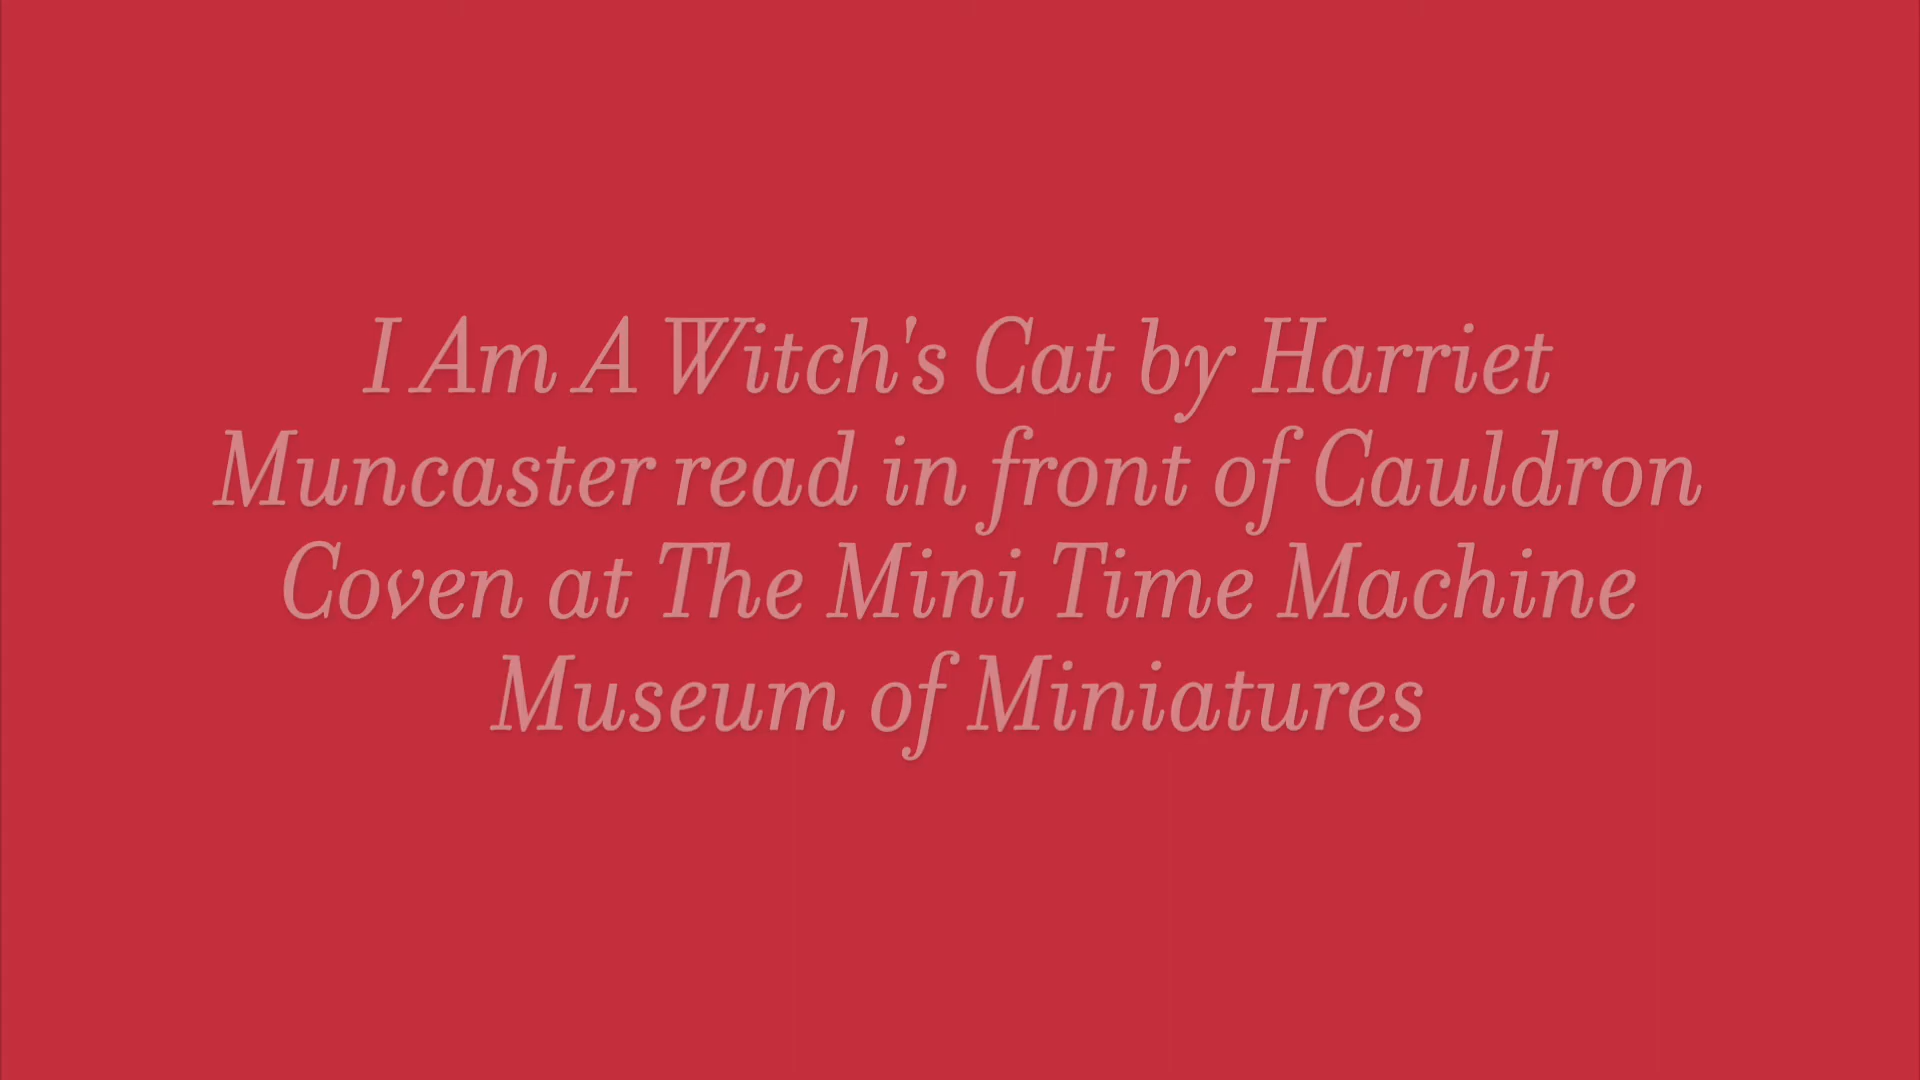 I Am A Witch's Cat by Harriet
Muncaster read in front of Cauldron
Coven at The Mini Time Machine
Museum of Miniatures